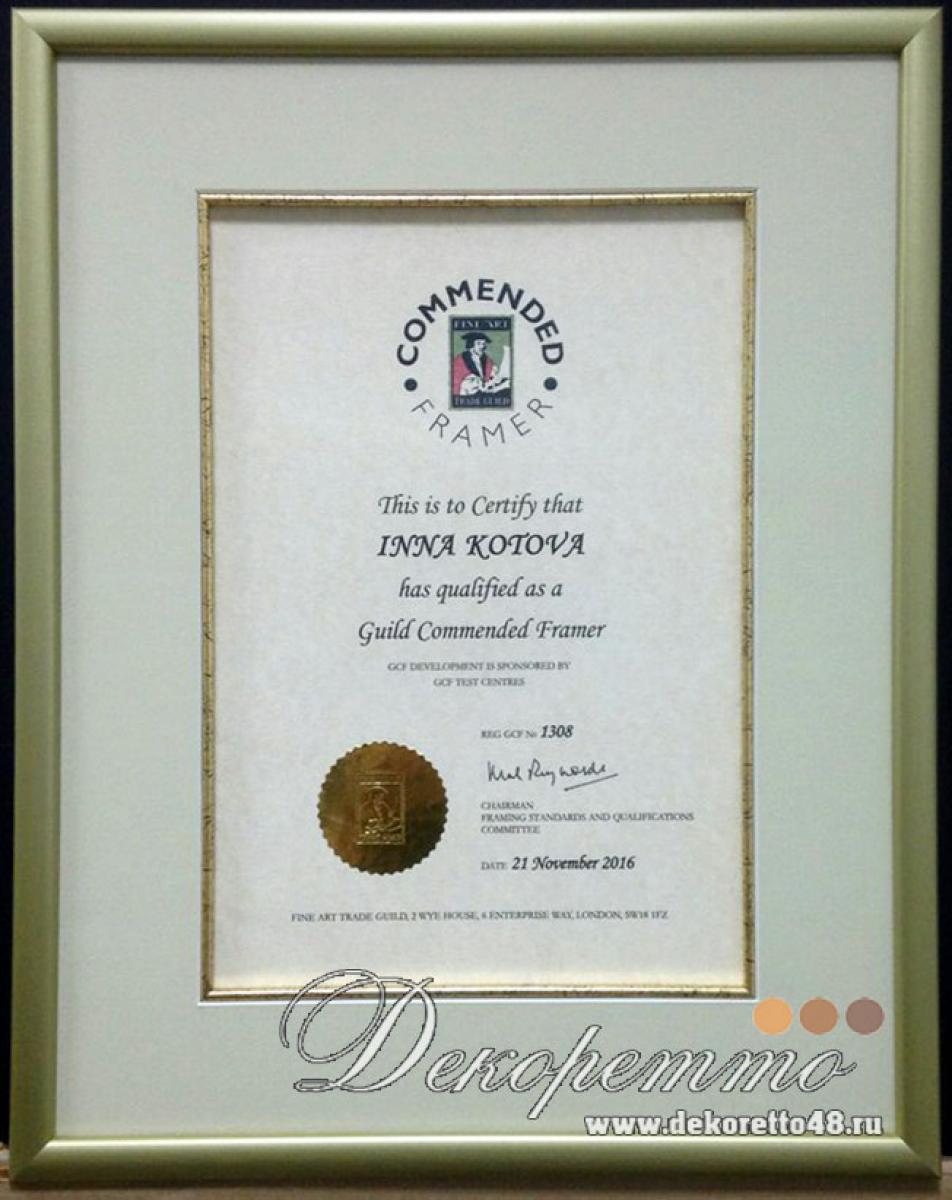 COMMENDED
FINE ART
TRADE GUILD
FRAMER
This is to Certify that
INNA KOTOVA
has qualified as a
Guild Commended Framer
GCF DEVELOPMENT IS SPONSORED BY
GCF TEST CENTRES
REG GCF № 1308
CHAIRMAN
FRAMING STANDARDS AND QUALIFICATIONS
COMMITTEE
DATE 21 November 2016
FINE ART TRADE GUILD, 2 WYE HOUSE, 6 ENTERPRISE WAY, LONDON, SW18 1FZ
Декоретто
www.dekoretto48.ru